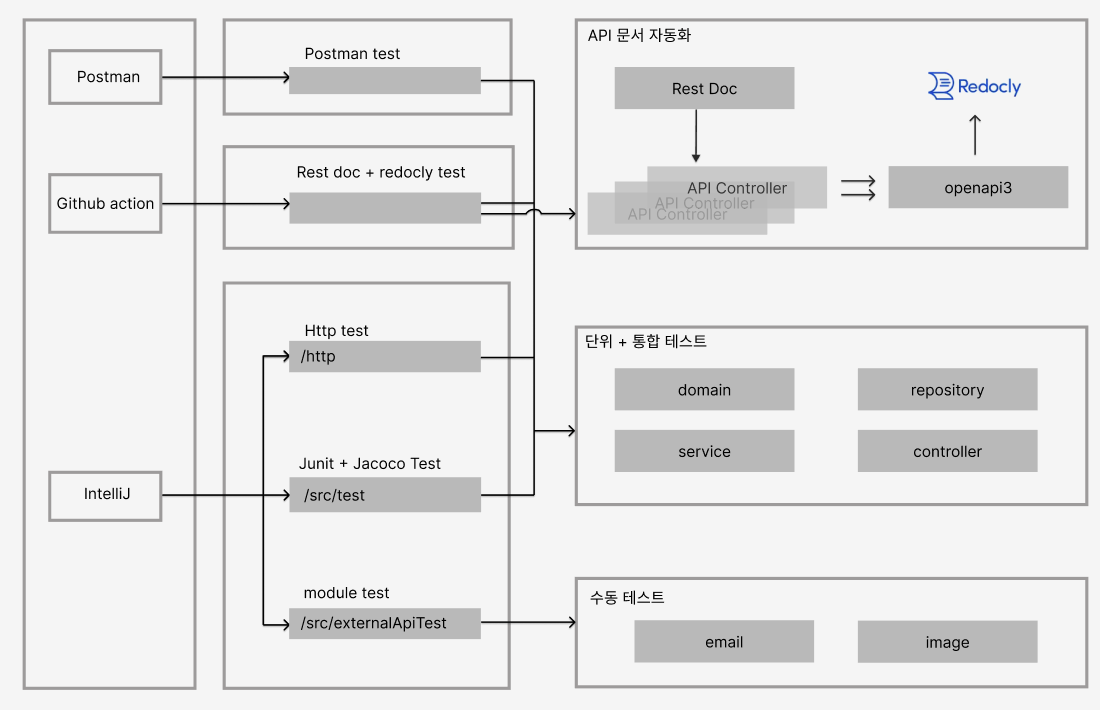 Postman
Github action
IntelliJ
Postman test
Rest doc + redocly test
Http test
/http
Junit + Jacoco Test
/src/test
module test
/src/externalApiTest
API 문서 자동화
Rest Doc
API Controller
API Controller
API Controller
openapi3
Redocly
단위 + 통합 테스트
domain
repository
service
controller
수동 테스트
email
image